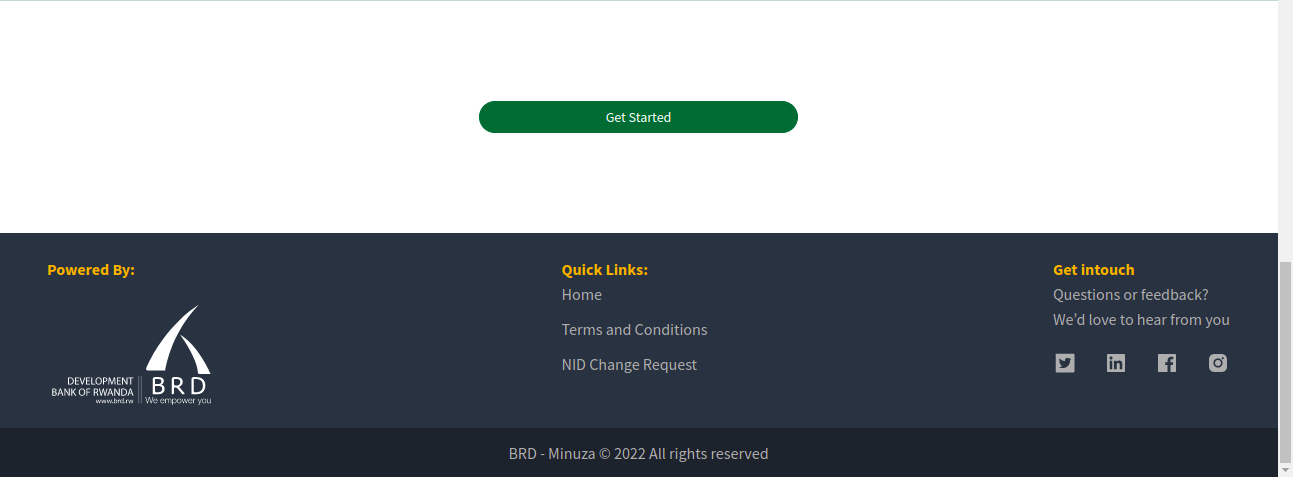 Get Started
Powered By:
DEVELOPMENT
BANK OF RWANDA
www.brd.rw
BRD
We empower you
Quick Links:
Home
Terms and Conditions
NID Change Request
Get intouch
Questions or feedback?
We'd love to hear from you
BRD - Minuza © 2022 All rights reserved